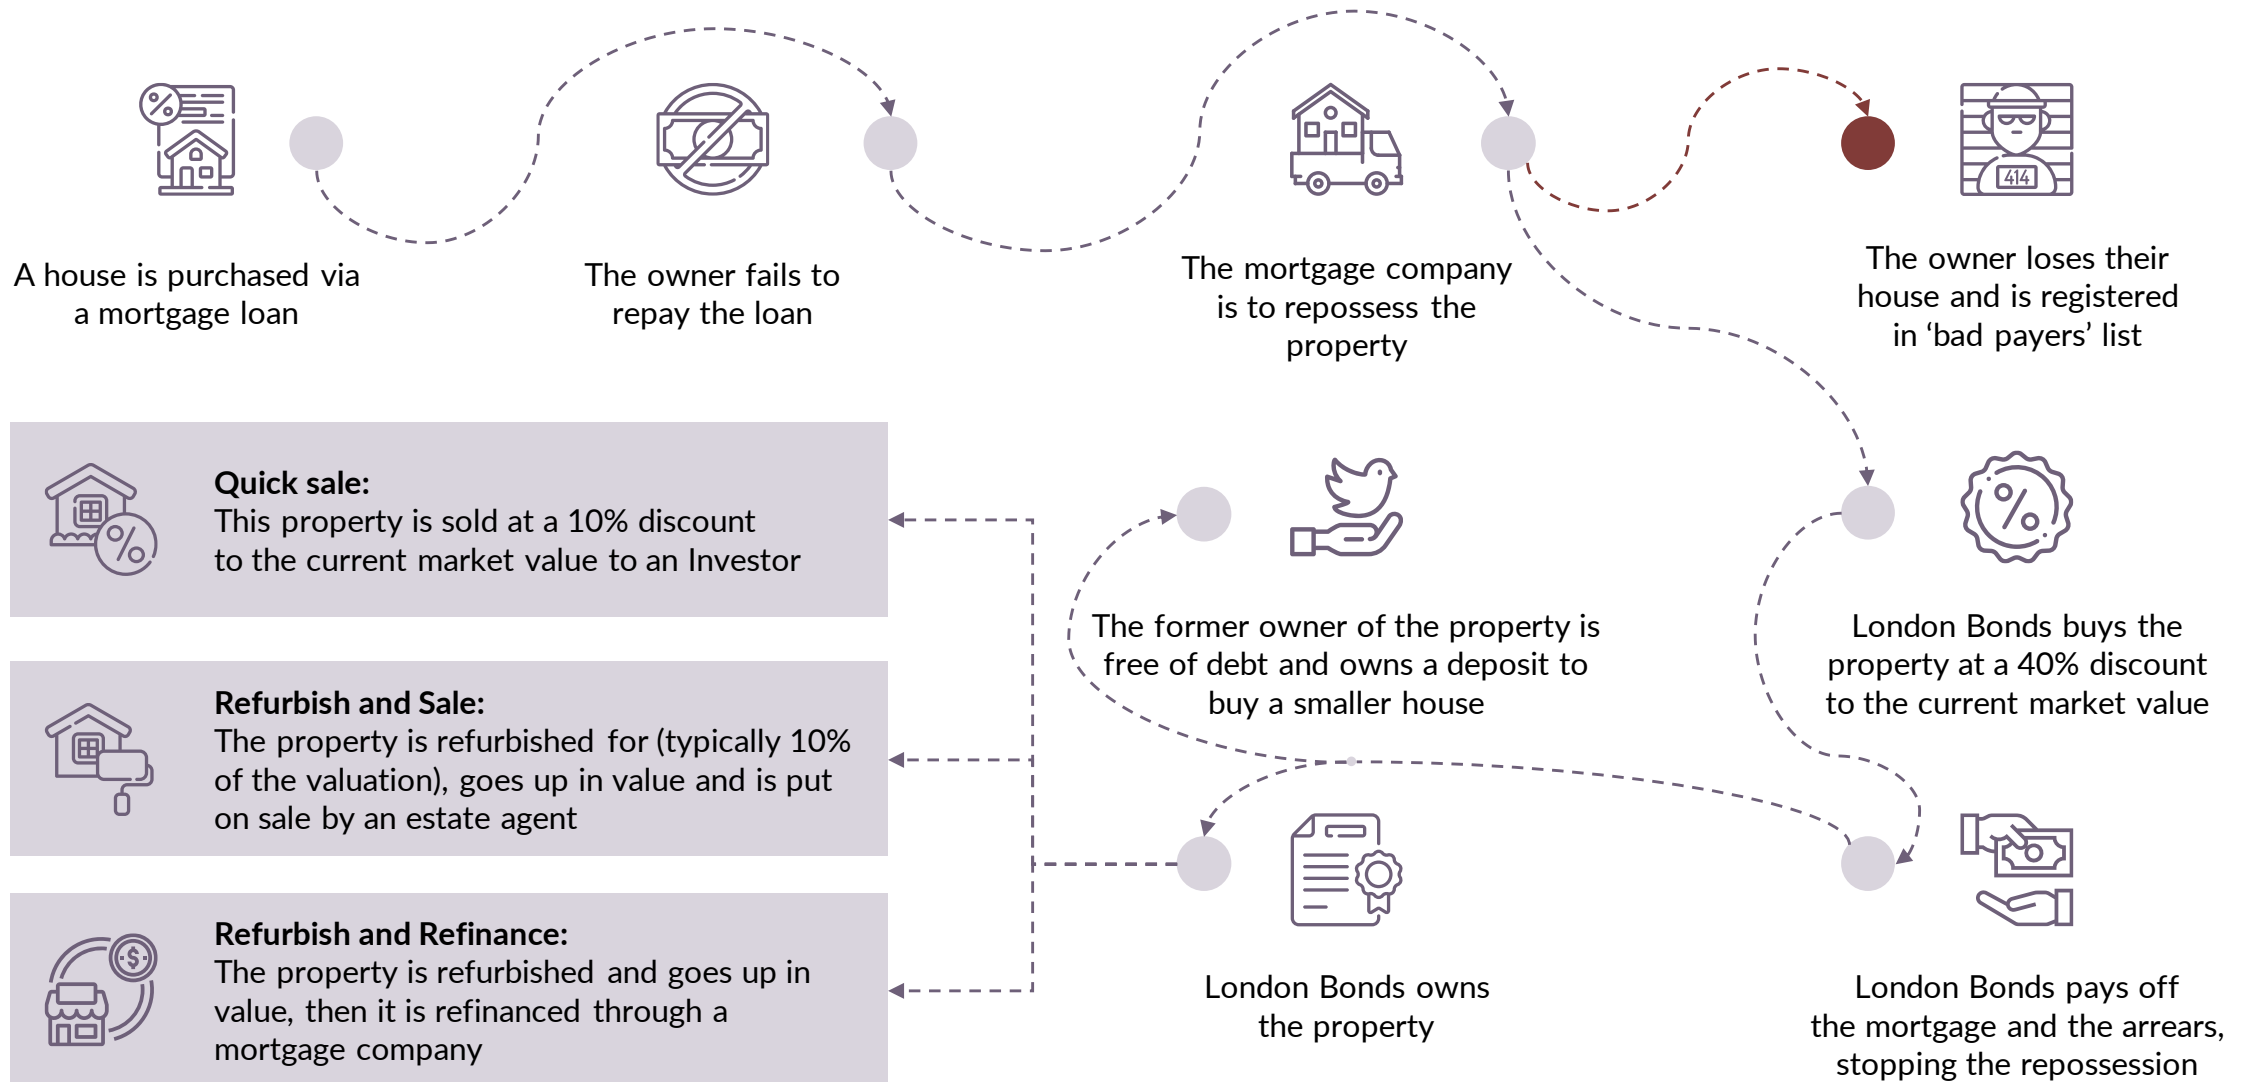 A house is purchased via
a mortgage loan
The owner fails to
repay the loan
The mortgage company
is to repossess the
property
414
The owner loses their
house and is registered
in ‘bad payers’ list
London Bonds buys the
property at a 40% discount
to the current market value
London Bonds pays off
the mortgage and the arrears,
stopping the repossession
The former owner of the property is
free of debt and owns a deposit to
buy a smaller house
London Bonds owns
the property
Quick sale:
This property is sold at a 10% discount
to the current market value to an Investor
Refurbish and Sale:
The property is refurbished for (typically 10%
of the valuation), goes up in value and is put
on sale by an estate agent
$
Refurbish and Refinance:
The property is refurbished and goes up in
value, then it is refinanced through a
mortgage company